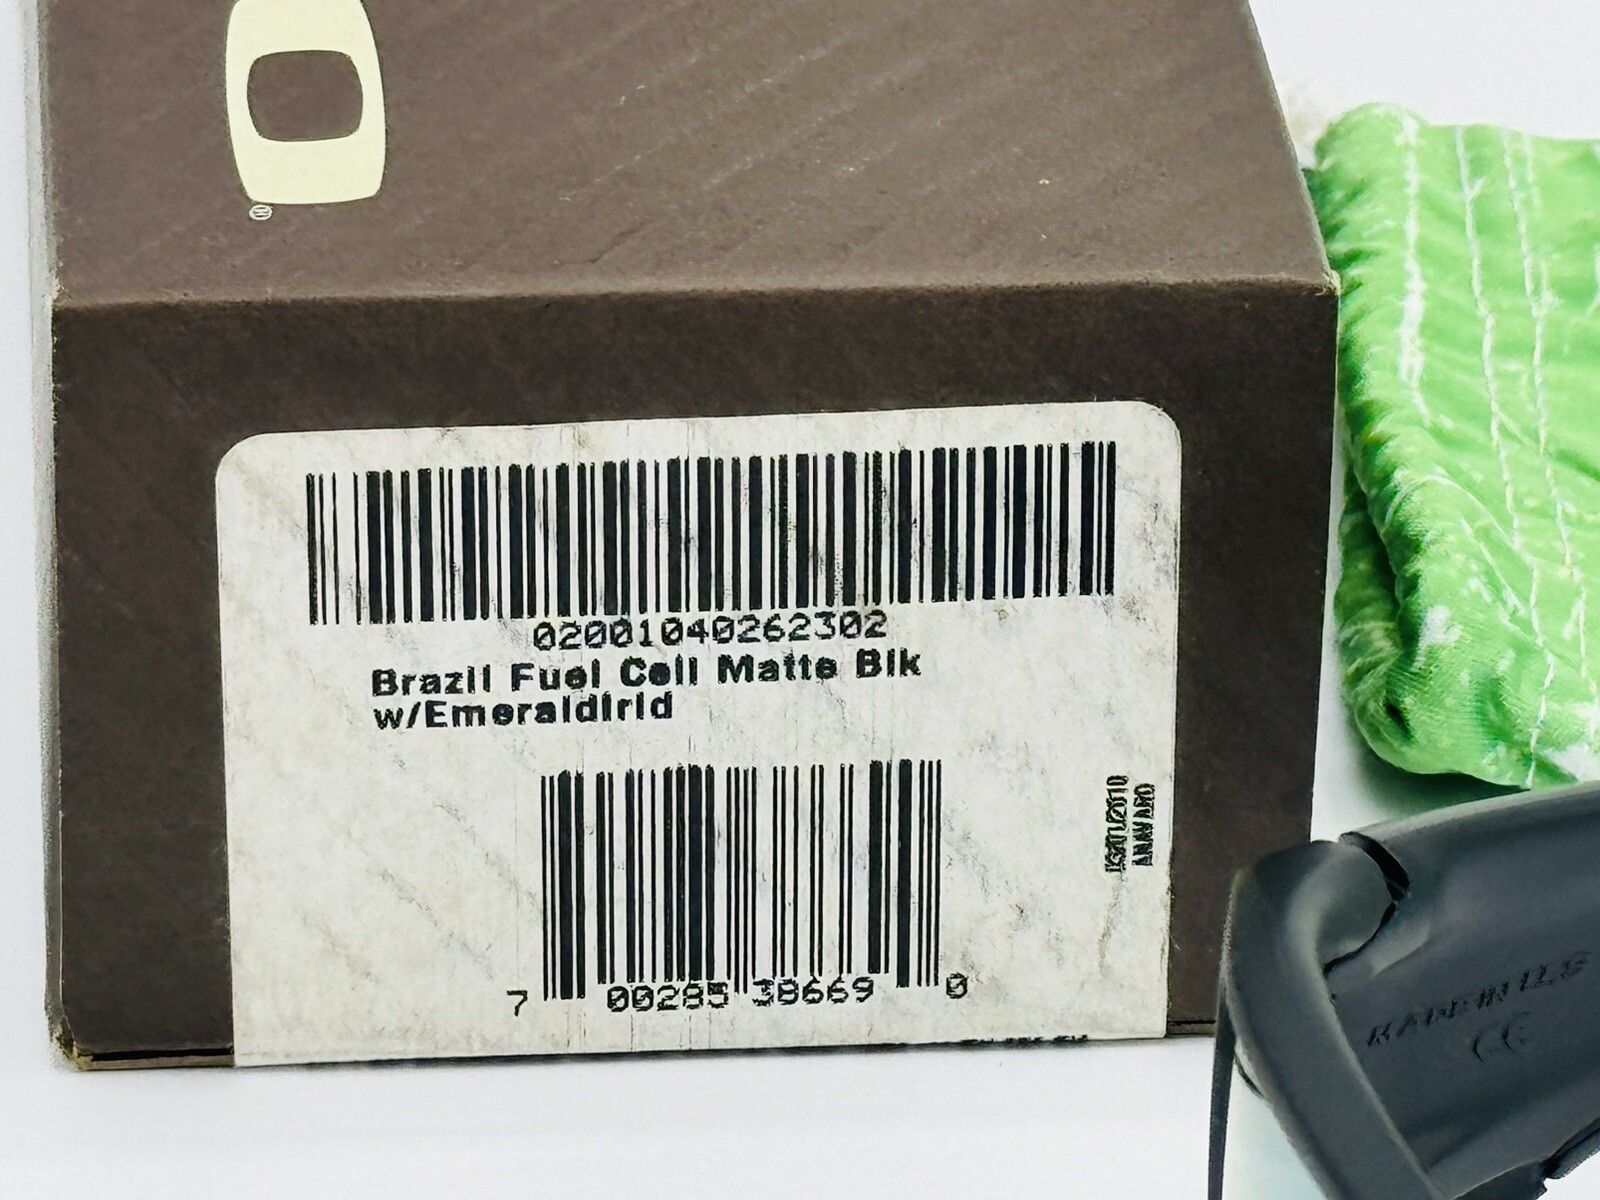 ®
02001040262302
Brazil Fuel Cell Matte Blk
w/EmeraldIrid
7 00285 38669 0
MADE IN U.S.
CE